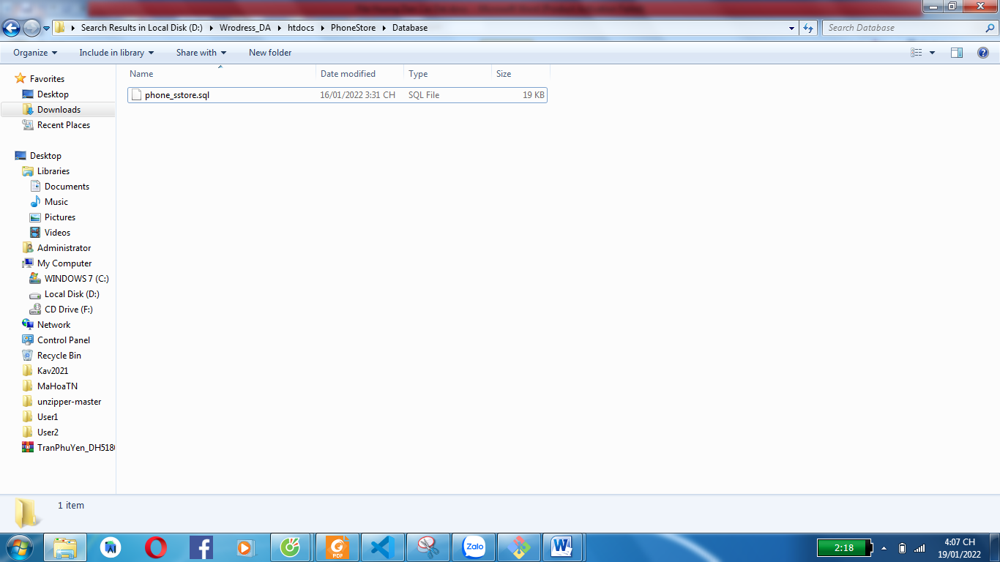 Search Results in Local Disk (D:) Wrodress_DA htdocs PhoneStore Database
Search Database
Organize Include in library Share with New folder
Name Date modified Type Size
phone_sstore.sql 16/01/2022 3:31 CH SQL File 19 KB
Favorites
Desktop
Downloads
Recent Places
Desktop
Libraries
Documents
Music
Pictures
Videos
Administrator
My Computer
WINDOWS 7 (C:)
Local Disk (D:)
CD Drive (F:)
Network
Control Panel
Recycle Bin
Kav2021
MaHoaTN
unzipper-master
User1
User2
TranPhuYen_DH518
1 item
PDF
Zalo
W
2:18
4:07 CH
19/01/2022